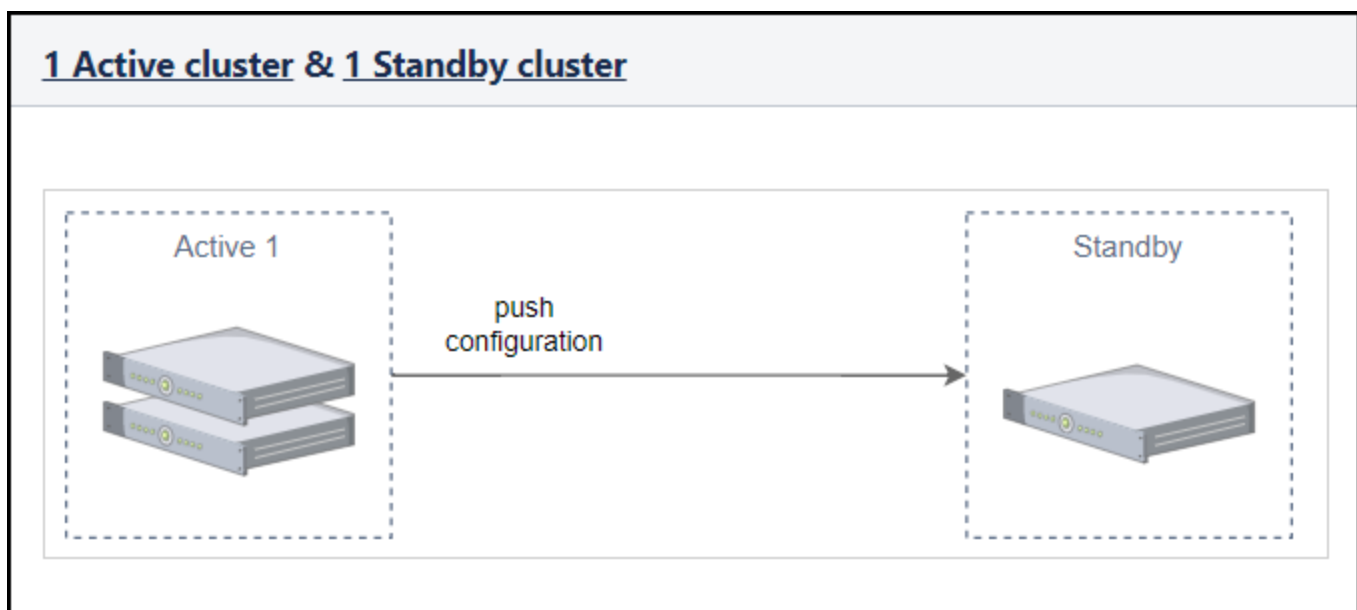 1 Active cluster & 1 Standby cluster
Active 1
Standby
push
configuration